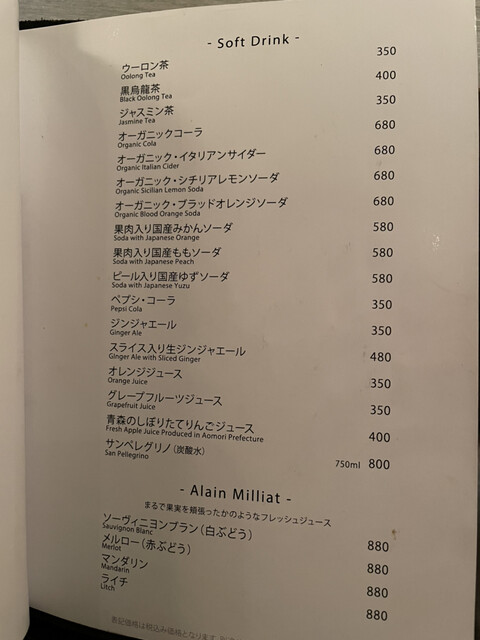 - Soft Drink -
ウーロン茶 350
Oolong Tea
黒烏龍茶 400
Black Oolong Tea
ジャスミン茶 350
Jasmine Tea
オーガニックコーラ 680
Organic Cola
オーガニック・イタリアンサイダー 680
Organic Italian Cider
オーガニック・シチリアレモンソーダ 680
Organic Sicilian Lemon Soda
オーガニック・ブラッドオレンジソーダ 680
Organic Blood Orange Soda
果肉入り国産みかんソーダ 580
Soda with Japanese Orange
果肉入り国産ももソーダ 580
Soda with Japanese Peach
ピール入り国産ゆずソーダ 580
Soda with Japanese Yuzu
ペプシ・コーラ 350
Pepsi Cola
ジンジャエール 350
Ginger Ale
スライス入り生ジンジャエール 480
Ginger Ale with Sliced Ginger
オレンジジュース 350
Orange Juice
グレープフルーツジュース 350
Grapefruit Juice
青森のしぼりたてりんごジュース 400
Fresh Apple Juice Produced in Aomori Prefecture
サンペレグリノ（炭酸水） 750ml 800
San Pellegrino
- Alain Milliat -
まるで果実を頬張ったかのようなフレッシュジュース
ソーヴィニヨンブラン（白ぶどう） 880
Sauvignon Blanc
メルロー（赤ぶどう） 880
Merlot
マンダリン 880
Mandarin
ライチ 880
Litch
表記価格は税込み価格となります